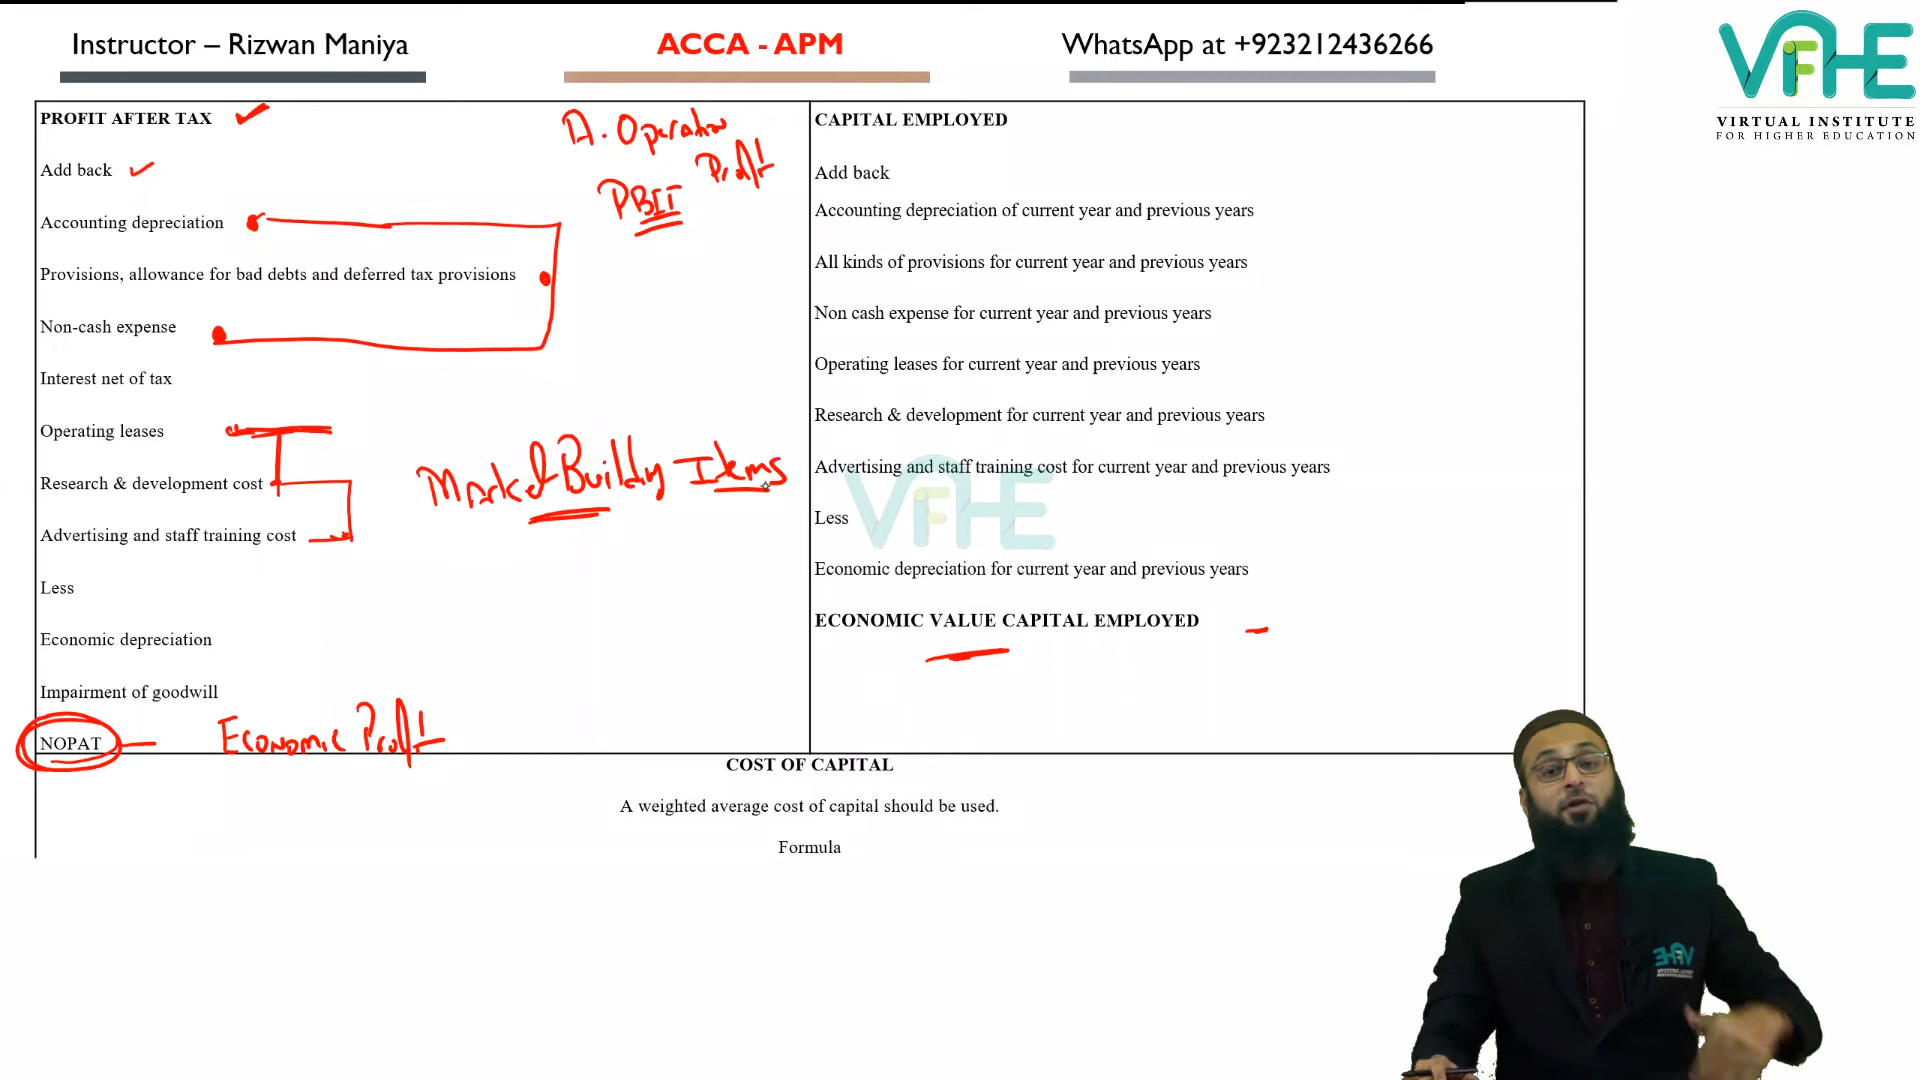 Instructor – Rizwan Maniya
ACCA - APM
WhatsApp at +923212436266
VIFHE
VIRTUAL INSTITUTE
FOR HIGHER EDUCATION
PROFIT AFTER TAX
Add back
Accounting depreciation
Provisions, allowance for bad debts and deferred tax provisions
Non-cash expense
Interest net of tax
Operating leases
Research & development cost
Advertising and staff training cost
Less
Economic depreciation
Impairment of goodwill
NOPAT
Economic Profit
Operating
Profit
PBIT
Market Building Items
CAPITAL EMPLOYED
Add back
Accounting depreciation of current year and previous years
All kinds of provisions for current year and previous years
Non cash expense for current year and previous years
Operating leases for current year and previous years
Research & development for current year and previous years
Advertising and staff training cost for current year and previous years
Less
Economic depreciation for current year and previous years
ECONOMIC VALUE CAPITAL EMPLOYED
COST OF CAPITAL
A weighted average cost of capital should be used.
Formula